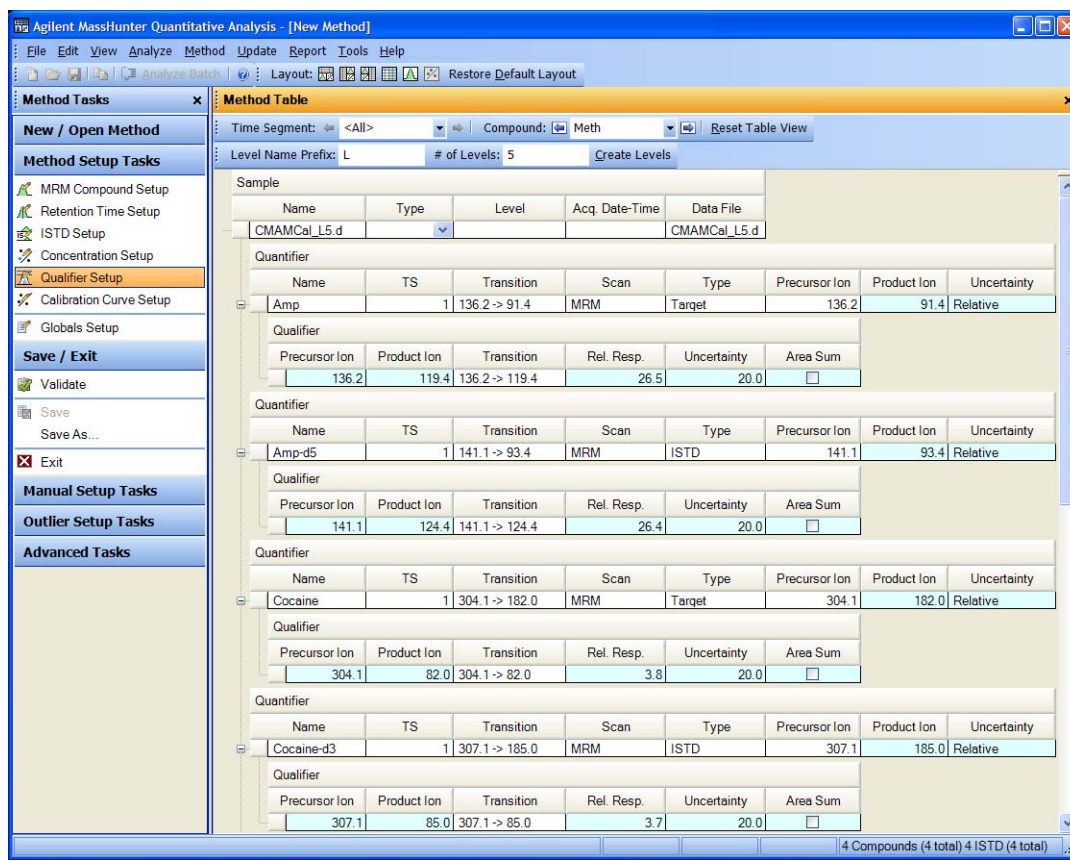 Agilent MassHunter Quantitative Analysis - [New Method]
File Edit View Analyze Method Update Report Tools Help
Analyze Batch Layout: Restore Default Layout
Method Tasks x
Method Table x
New / Open Method
Time Segment: <All> Compound: Meth Reset Table View
Method Setup Tasks
Level Name Prefix: L # of Levels: 5 Create Levels
MRM Compound Setup
Retention Time Setup
ISTD Setup
Concentration Setup
Qualifier Setup
Calibration Curve Setup
Globals Setup
Save / Exit
Validate
Save
Save As...
Exit
Manual Setup Tasks
Outlier Setup Tasks
Advanced Tasks
Sample
Name Type Level Acq. Date-Time Data File
CMAMCal_L5.d CMAMCal_L5.d
Quantifier
Name TS Transition Scan Type Precursor Ion Product Ion Uncertainty
Amp 1 136.2 -> 91.4 MRM Target 136.2 91.4 Relative
Qualifier
Precursor Ion Product Ion Transition Rel. Resp. Uncertainty Area Sum
136.2 119.4 136.2 -> 119.4 26.5 20.0
Quantifier
Name TS Transition Scan Type Precursor Ion Product Ion Uncertainty
Amp-d5 1 141.1 -> 93.4 MRM ISTD 141.1 93.4 Relative
Qualifier
Precursor Ion Product Ion Transition Rel. Resp. Uncertainty Area Sum
141.1 124.4 141.1 -> 124.4 26.4 20.0
Quantifier
Name TS Transition Scan Type Precursor Ion Product Ion Uncertainty
Cocaine 1 304.1 -> 182.0 MRM Target 304.1 182.0 Relative
Qualifier
Precursor Ion Product Ion Transition Rel. Resp. Uncertainty Area Sum
304.1 82.0 304.1 -> 82.0 3.8 20.0
Quantifier
Name TS Transition Scan Type Precursor Ion Product Ion Uncertainty
Cocaine-d3 1 307.1 -> 185.0 MRM ISTD 307.1 185.0 Relative
Qualifier
Precursor Ion Product Ion Transition Rel. Resp. Uncertainty Area Sum
307.1 85.0 307.1 -> 85.0 3.7 20.0
4 Compounds (4 total) 4 ISTD (4 total)